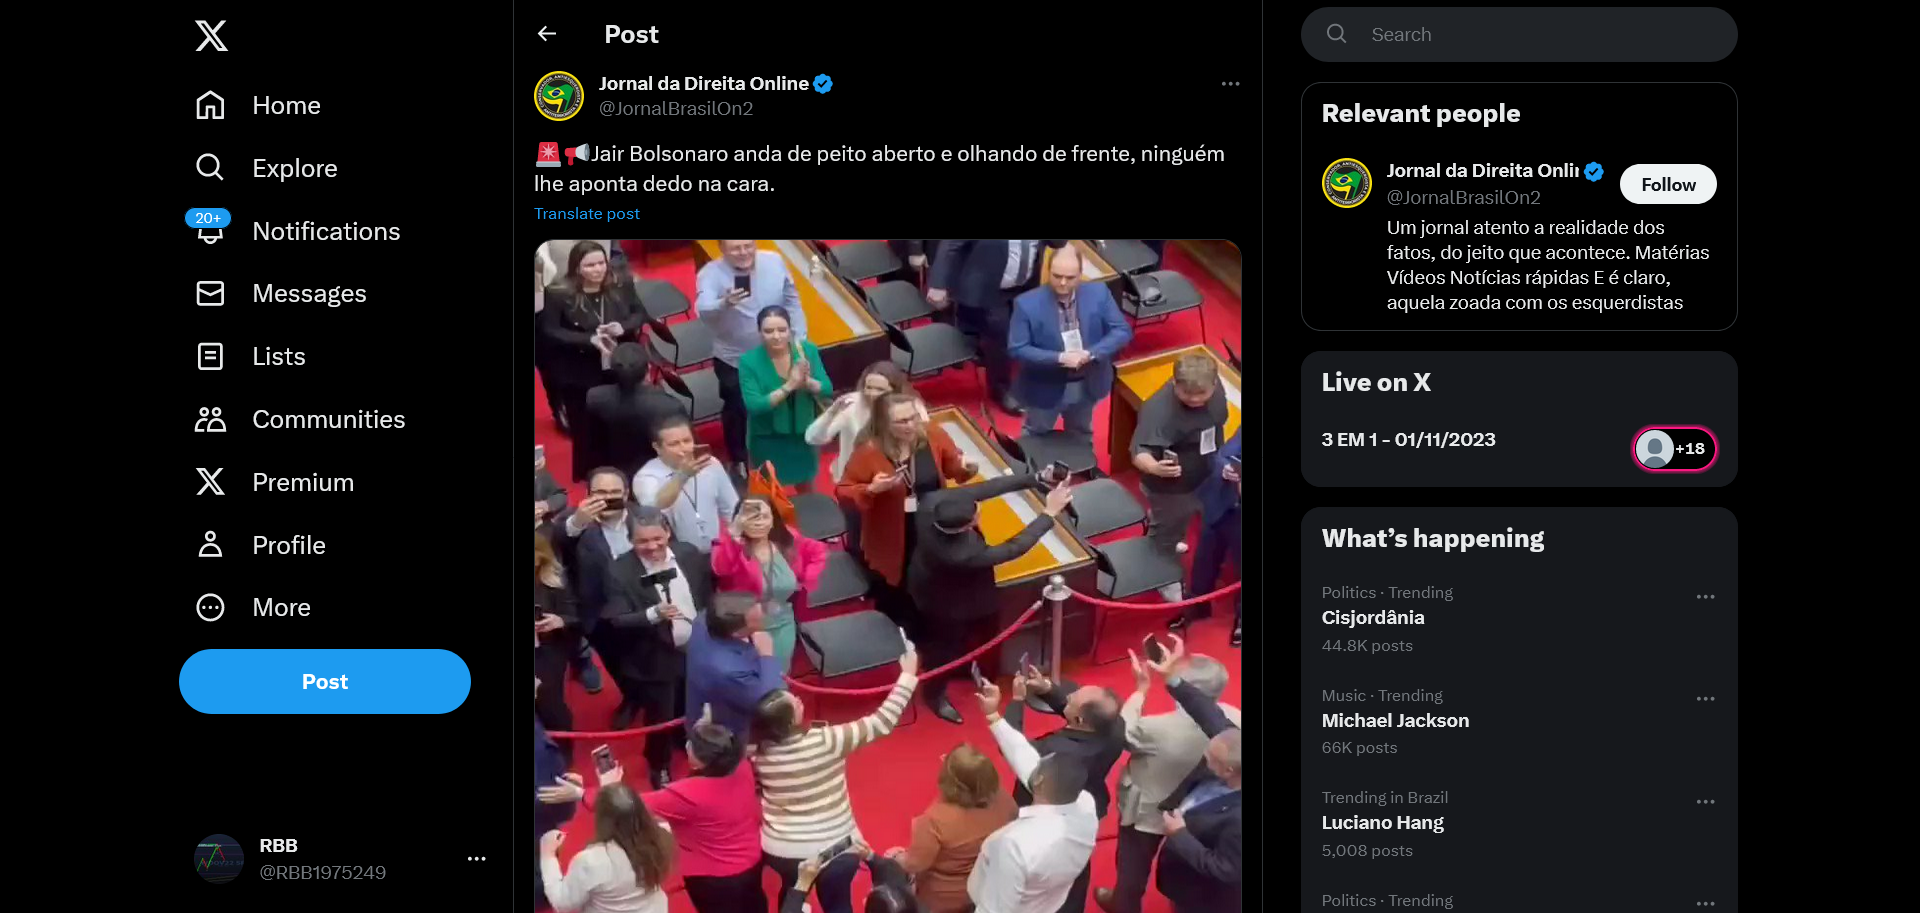 Home
Explore
20+
Notifications
Messages
Lists
Communities
Premium
Profile
More
Post
RBB
@RBB1975249
Post
Jornal da Direita Online
@JornalBrasilOn2
Jair Bolsonaro anda de peito aberto e olhando de frente, ninguém
lhe aponta dedo na cara.
Translate post
Search
Relevant people
Jornal da Direita Onlin
@JornalBrasilOn2
Follow
Um jornal atento a realidade dos
fatos, do jeito que acontece. Matérias
Vídeos Notícias rápidas E é claro,
aquela zoada com os esquerdistas
Live on X
3 EM 1 - 01/11/2023
+18
What's happening
Politics · Trending
Cisjordânia
44.8K posts
Music · Trending
Michael Jackson
66K posts
Trending in Brazil
Luciano Hang
5,008 posts
Politics · Trending